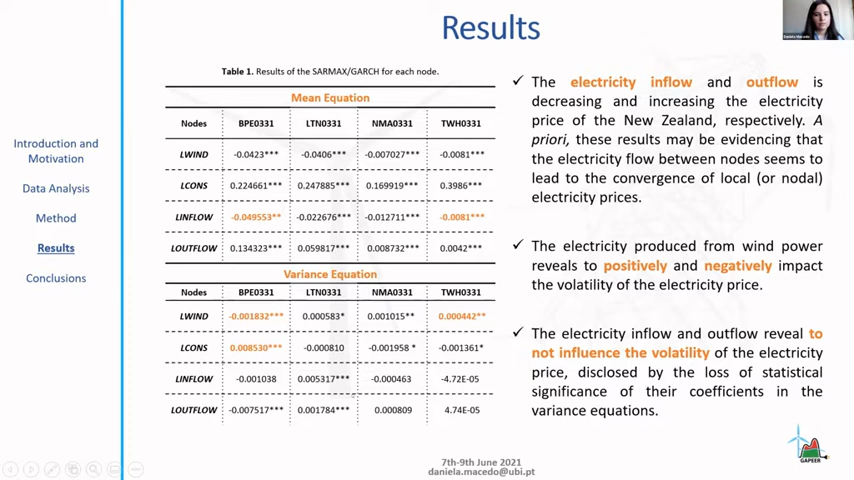 Results
Daniela Macedo
Introduction and
Motivation
Data Analysis
Method
Results
Conclusions
Table 1. Results of the SARMAX/GARCH for each node.
Mean Equation
Nodes BPE0331 LTN0331 NMA0331 TWH0331
LWIND -0.0423*** -0.0406*** -0.007027*** -0.0081***
LCONS 0.224661*** 0.247885*** 0.169919*** 0.3986***
LINFLOW -0.049553** -0.022676*** -0.012711*** -0.0081***
LOUTFLOW 0.134323*** 0.059817*** 0.008732*** 0.0042***
Variance Equation
Nodes BPE0331 LTN0331 NMA0331 TWH0331
LWIND -0.001832*** 0.000583* 0.001015** 0.000442**
LCONS 0.008530*** -0.000810 -0.001958 * -0.001361*
LINFLOW -0.001038 0.005317*** -0.000463 -4.72E-05
LOUTFLOW -0.007517*** 0.001784*** 0.000809 4.74E-05
✓ The electricity inflow and outflow is
decreasing and increasing the electricity
price of the New Zealand, respectively. A
priori, these results may be evidencing that
the electricity flow between nodes seems to
lead to the convergence of local (or nodal)
electricity prices.
✓ The electricity produced from wind power
reveals to positively and negatively impact
the volatility of the electricity price.
✓ The electricity inflow and outflow reveal to
not influence the volatility of the electricity
price, disclosed by the loss of statistical
significance of their coefficients in the
variance equations.
7th-9th June 2021
daniela.macedo@ubi.pt
GAPEER